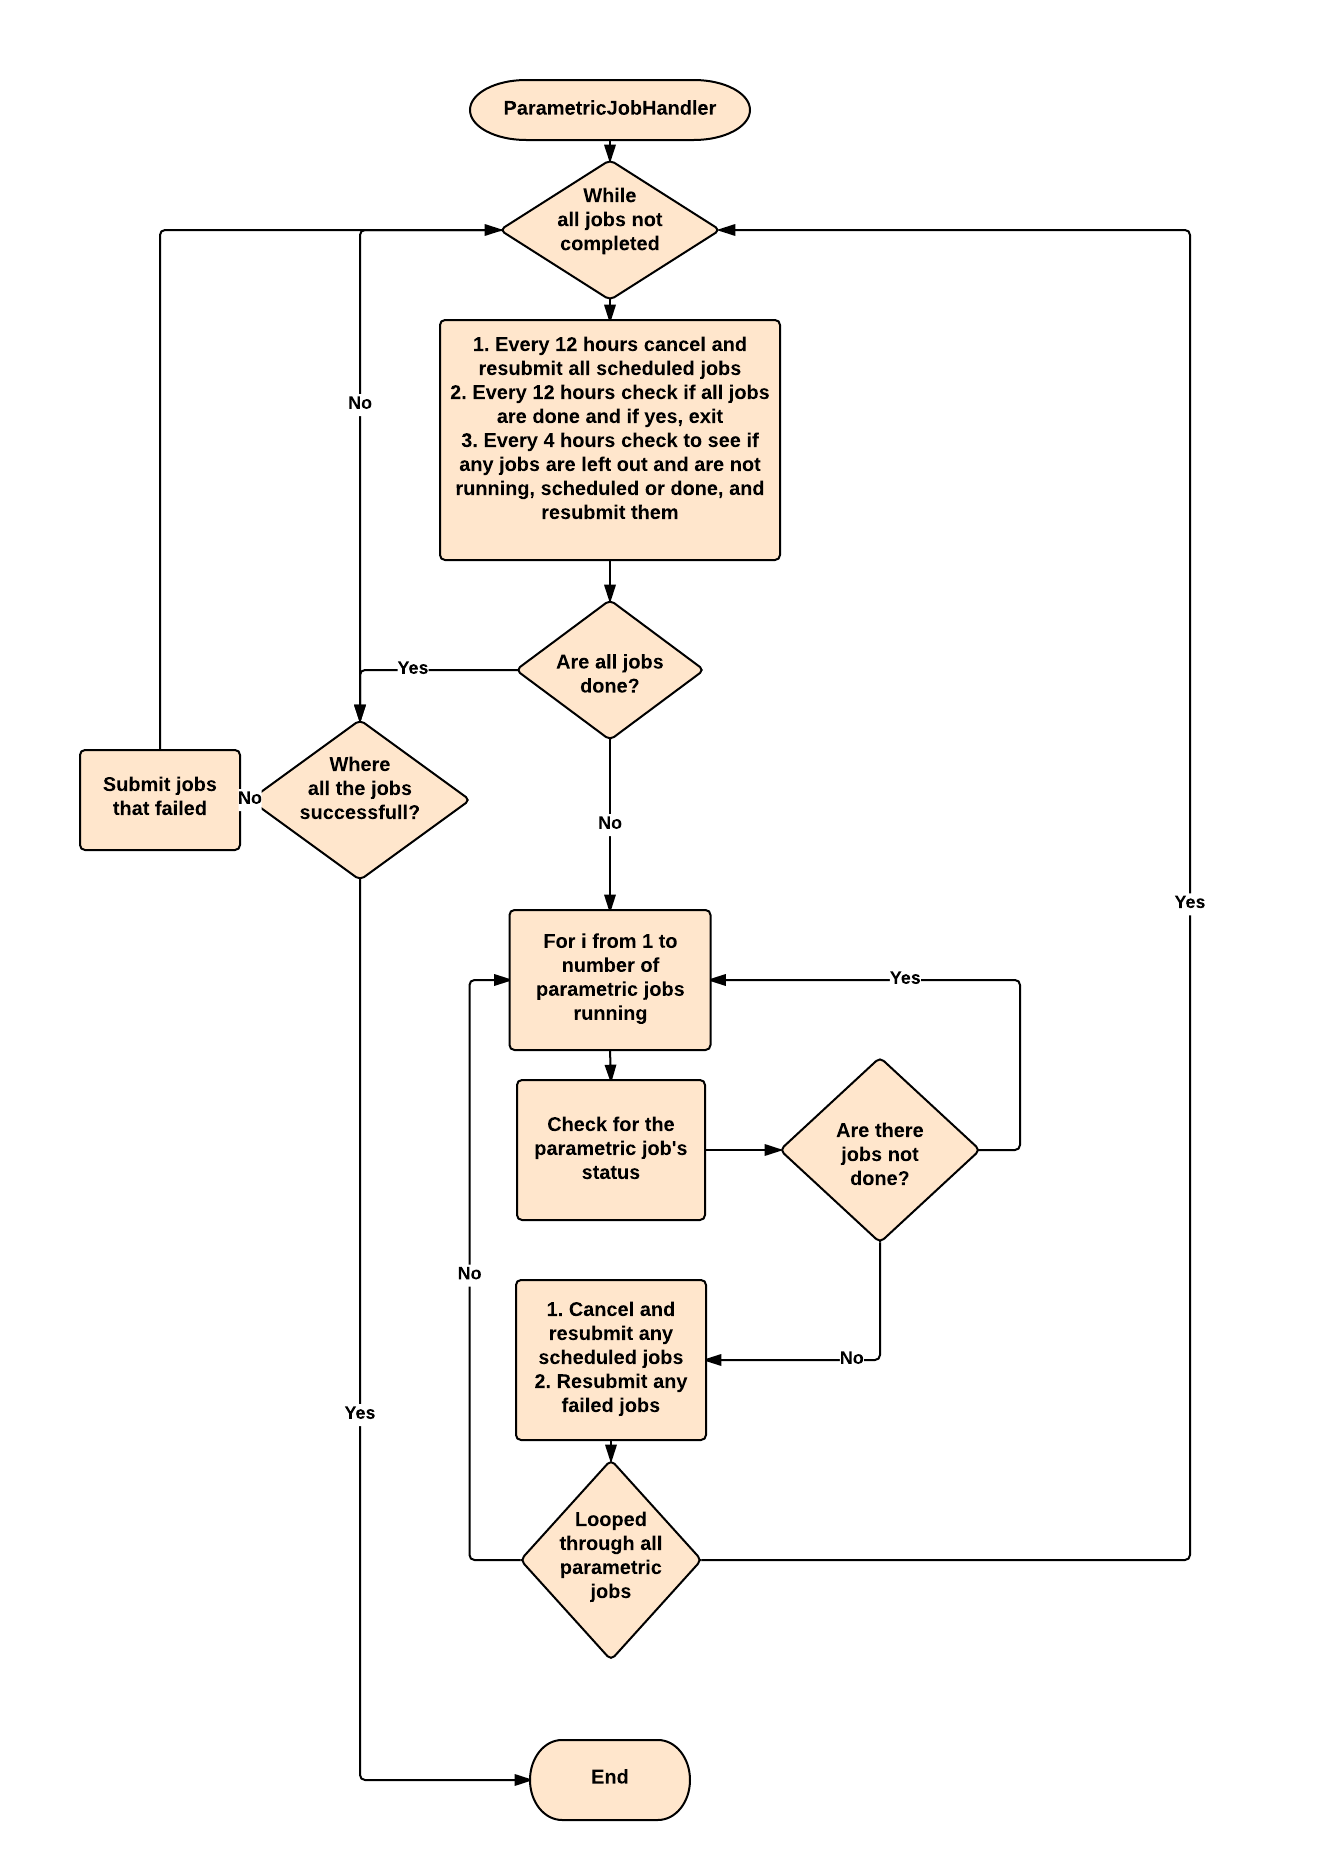 ParametricJobHandler
While
all jobs not
completed
1. Every 12 hours cancel and
resubmit all scheduled jobs
2. Every 12 hours check if all jobs
are done and if yes, exit
3. Every 4 hours check to see if
any jobs are left out and are not
running, scheduled or done, and
resubmit them
No
Are all jobs
done?
Yes
Where
all the jobs
successfull?
No
Submit jobs
that failed
No
For i from 1 to
number of
parametric jobs
running
Yes
Yes
Check for the
parametric job's
status
Are there
jobs not
done?
No
1. Cancel and
resubmit any
scheduled jobs
2. Resubmit any
failed jobs
No
Yes
Looped
through all
parametric
jobs
End